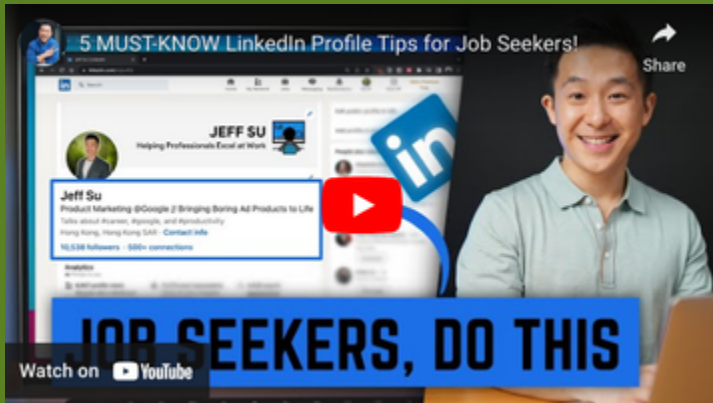 5 MUST-KNOW LinkedIn Profile Tips for Job Seekers!
Share
in
Search
JEFF SU
Helping Professionals Excel at Work
in
Jeff Su
Product Marketing @Google // Bringing Boring Ad Products to Life
Talks about #career, #google, and #productivity
Hong Kong, Hong Kong SAR · Contact info
10,538 followers · 500+ connections
Analytics
JOB SEEKERS, DO THIS
Watch on YouTube